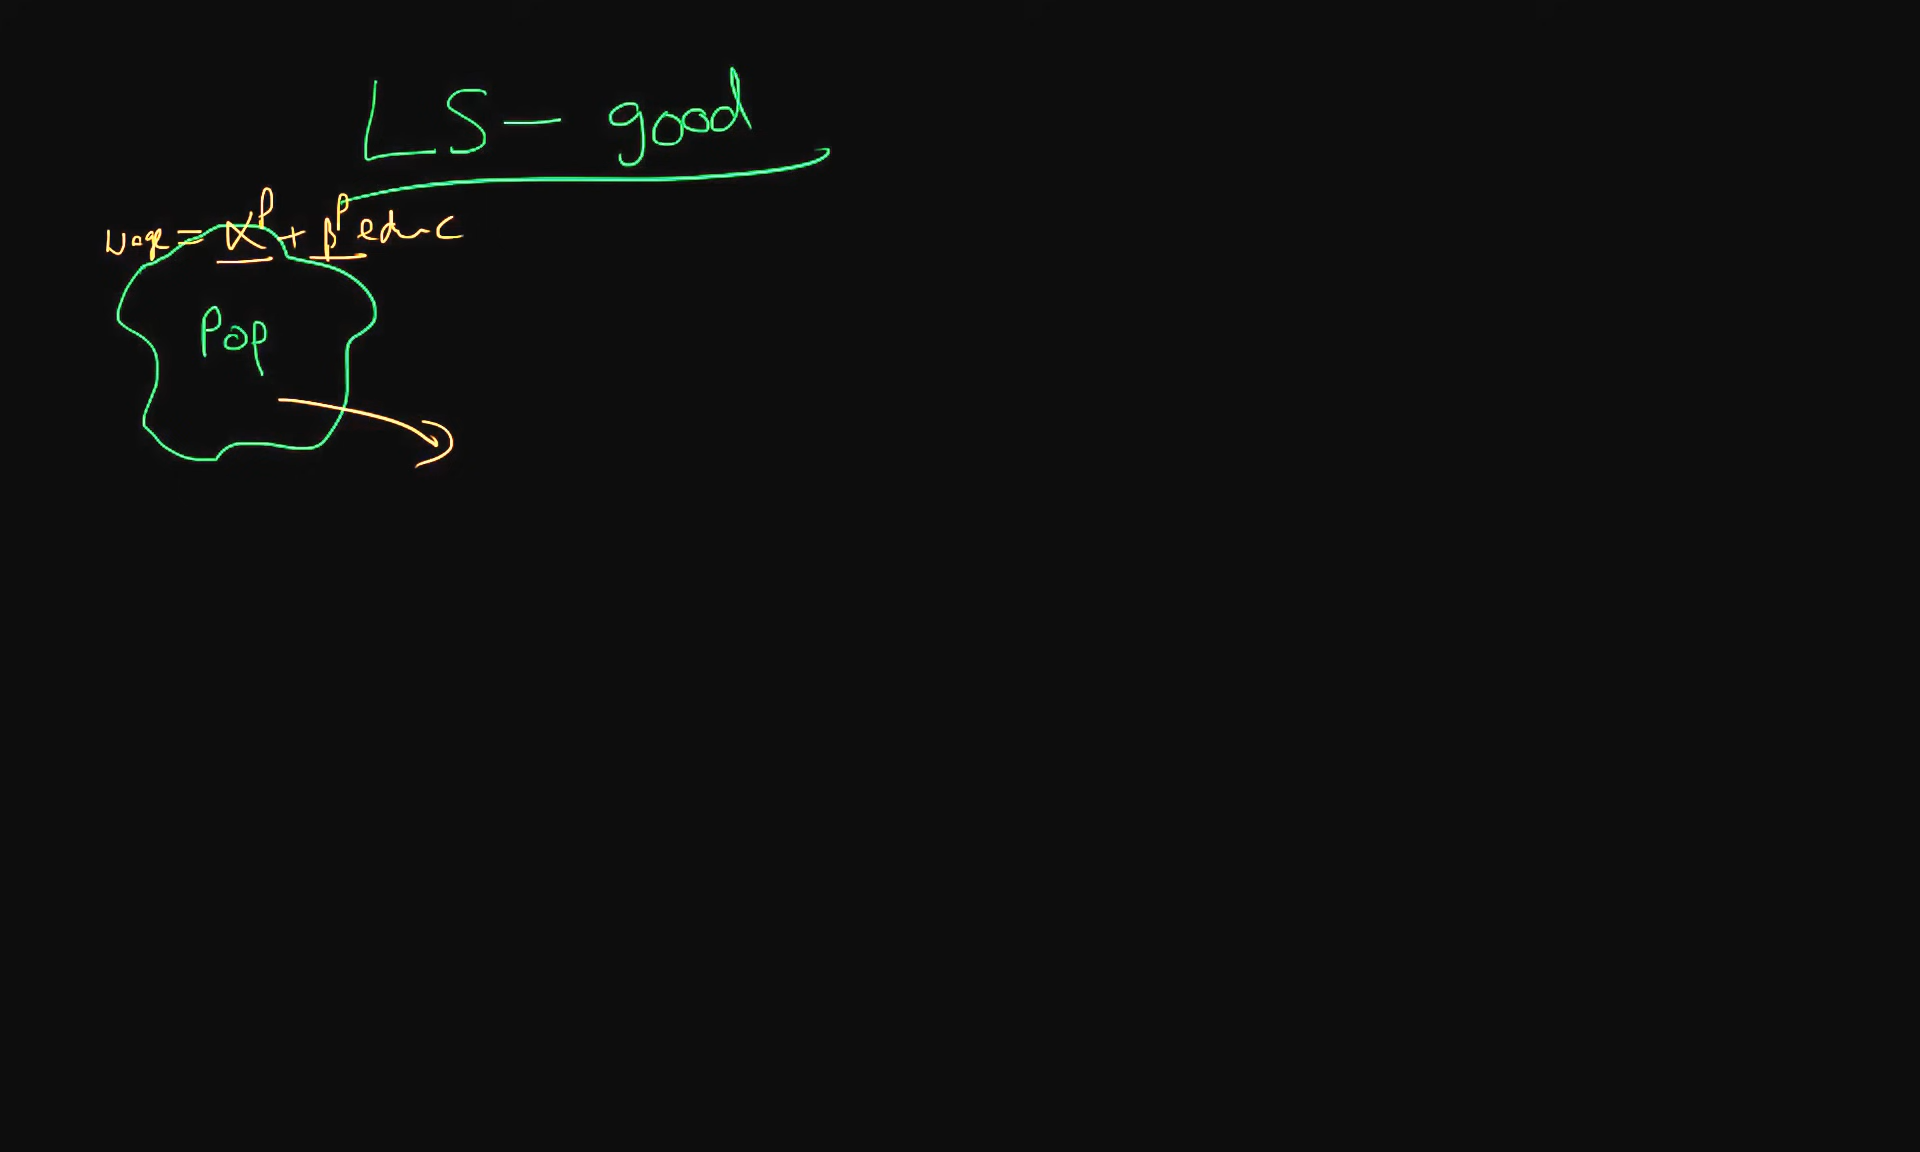 LS - good
wage = α^p + β^p educ
Pop